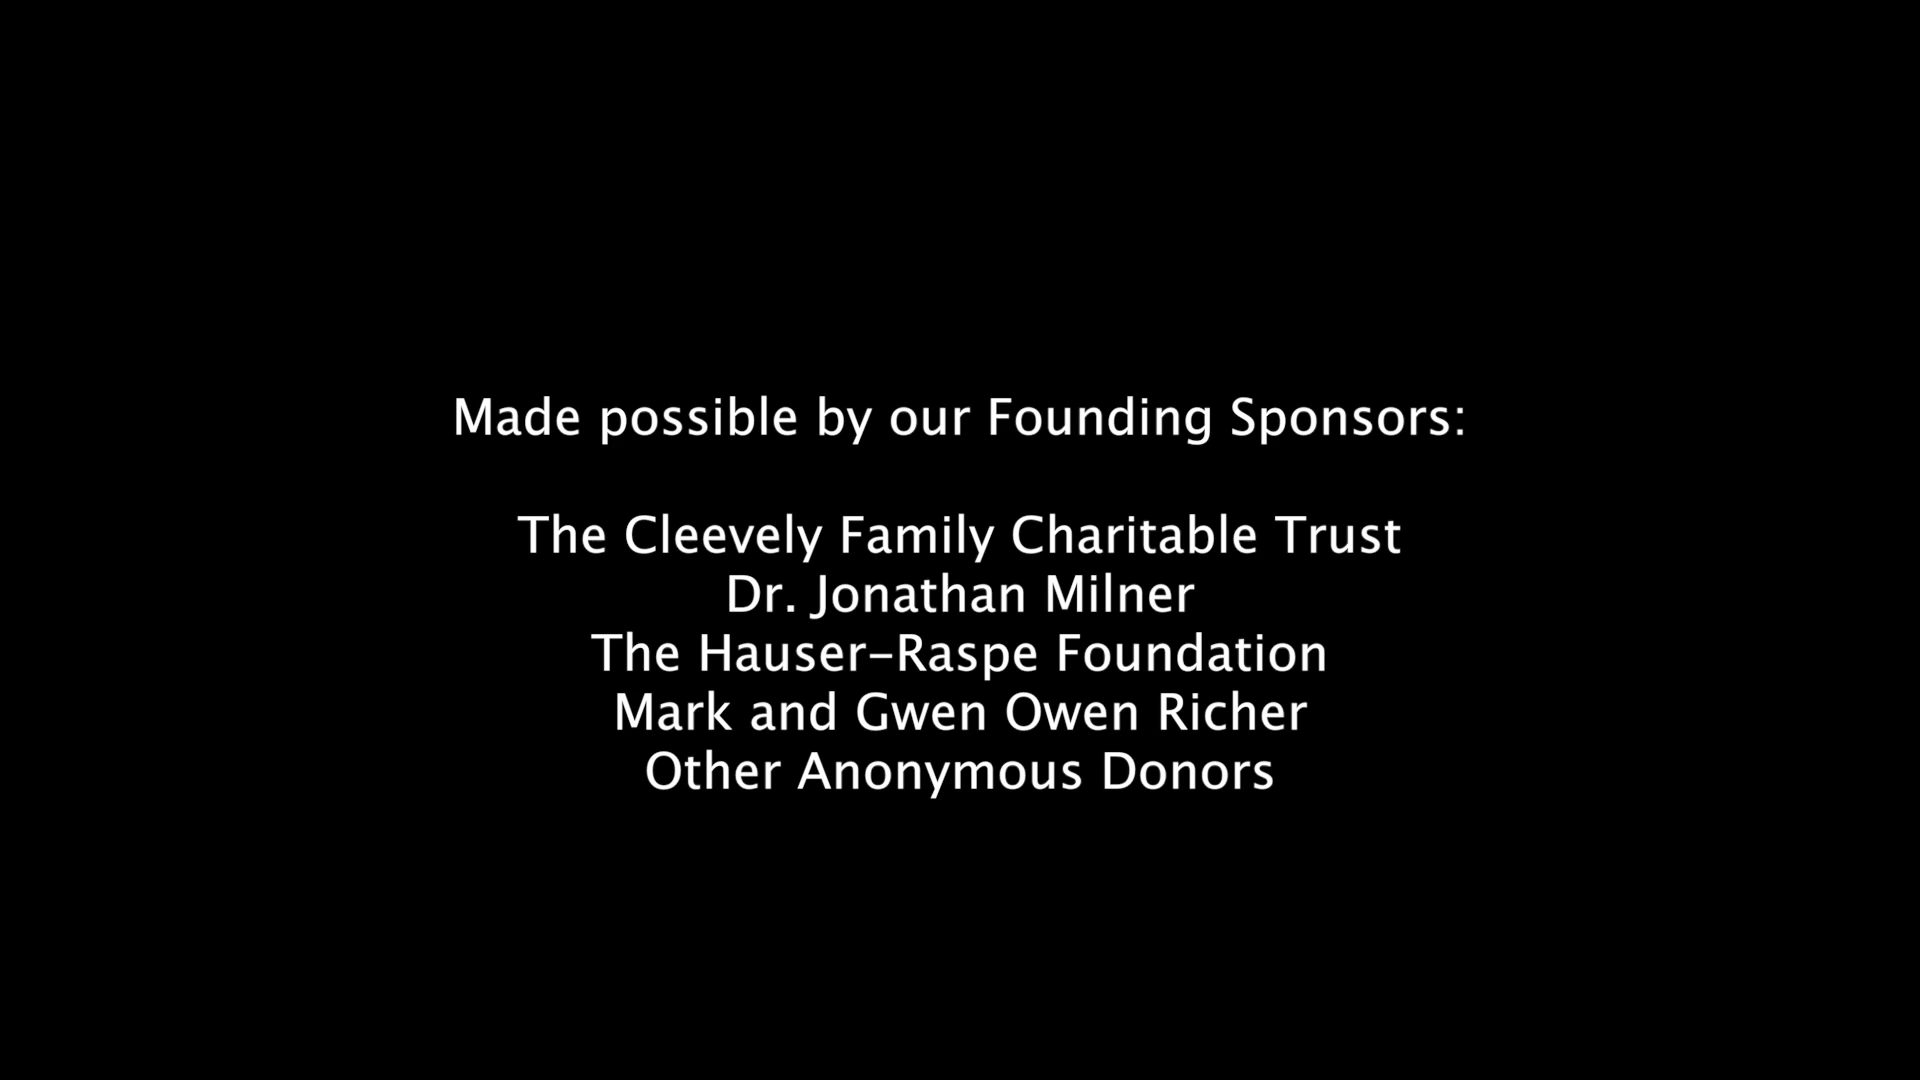 Made possible by our Founding Sponsors:
The Cleevely Family Charitable Trust
Dr. Jonathan Milner
The Hauser–Raspe Foundation
Mark and Gwen Owen Richer
Other Anonymous Donors